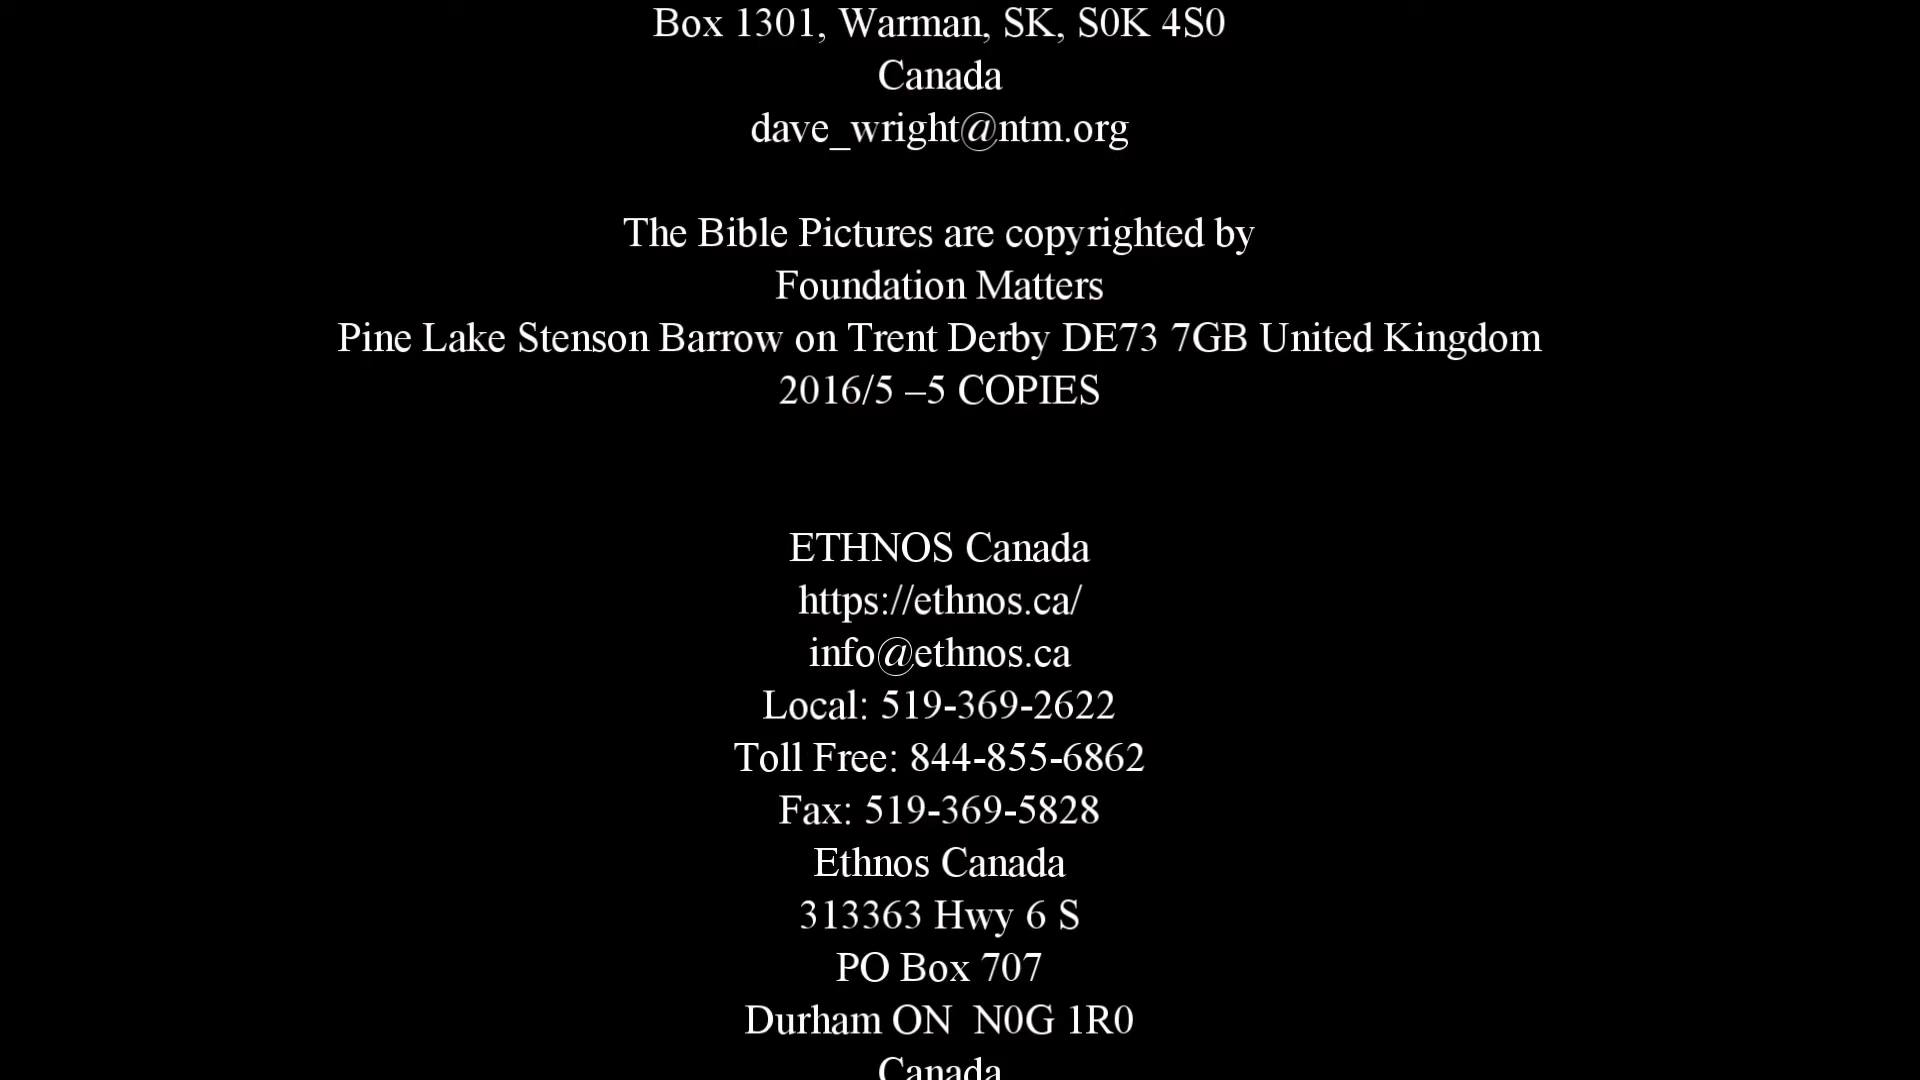 Box 1301, Warman, SK, S0K 4S0
Canada
dave_wright@ntm.org
The Bible Pictures are copyrighted by
Foundation Matters
Pine Lake Stenson Barrow on Trent Derby DE73 7GB United Kingdom
2016/5 –5 COPIES
ETHNOS Canada
https://ethnos.ca/
info@ethnos.ca
Local: 519-369-2622
Toll Free: 844-855-6862
Fax: 519-369-5828
Ethnos Canada
313363 Hwy 6 S
PO Box 707
Durham ON  N0G 1R0
Canada